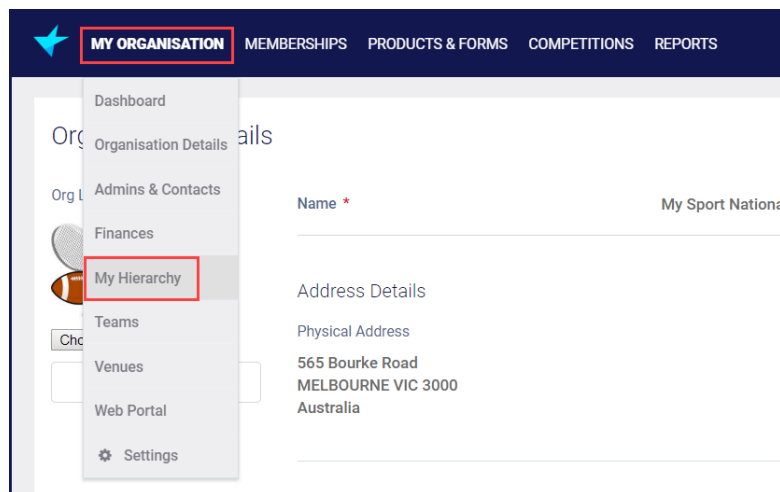 MY ORGANISATION MEMBERSHIPS PRODUCTS & FORMS COMPETITIONS REPORTS
Dashboard
Org ails
Organisation Details
Org L
Admins & Contacts
Name *
My Sport Nationa
Finances
My Hierarchy
Address Details
Teams
Physical Address
Cho
565 Bourke Road
Venues
MELBOURNE VIC 3000
Web Portal
Australia
Settings